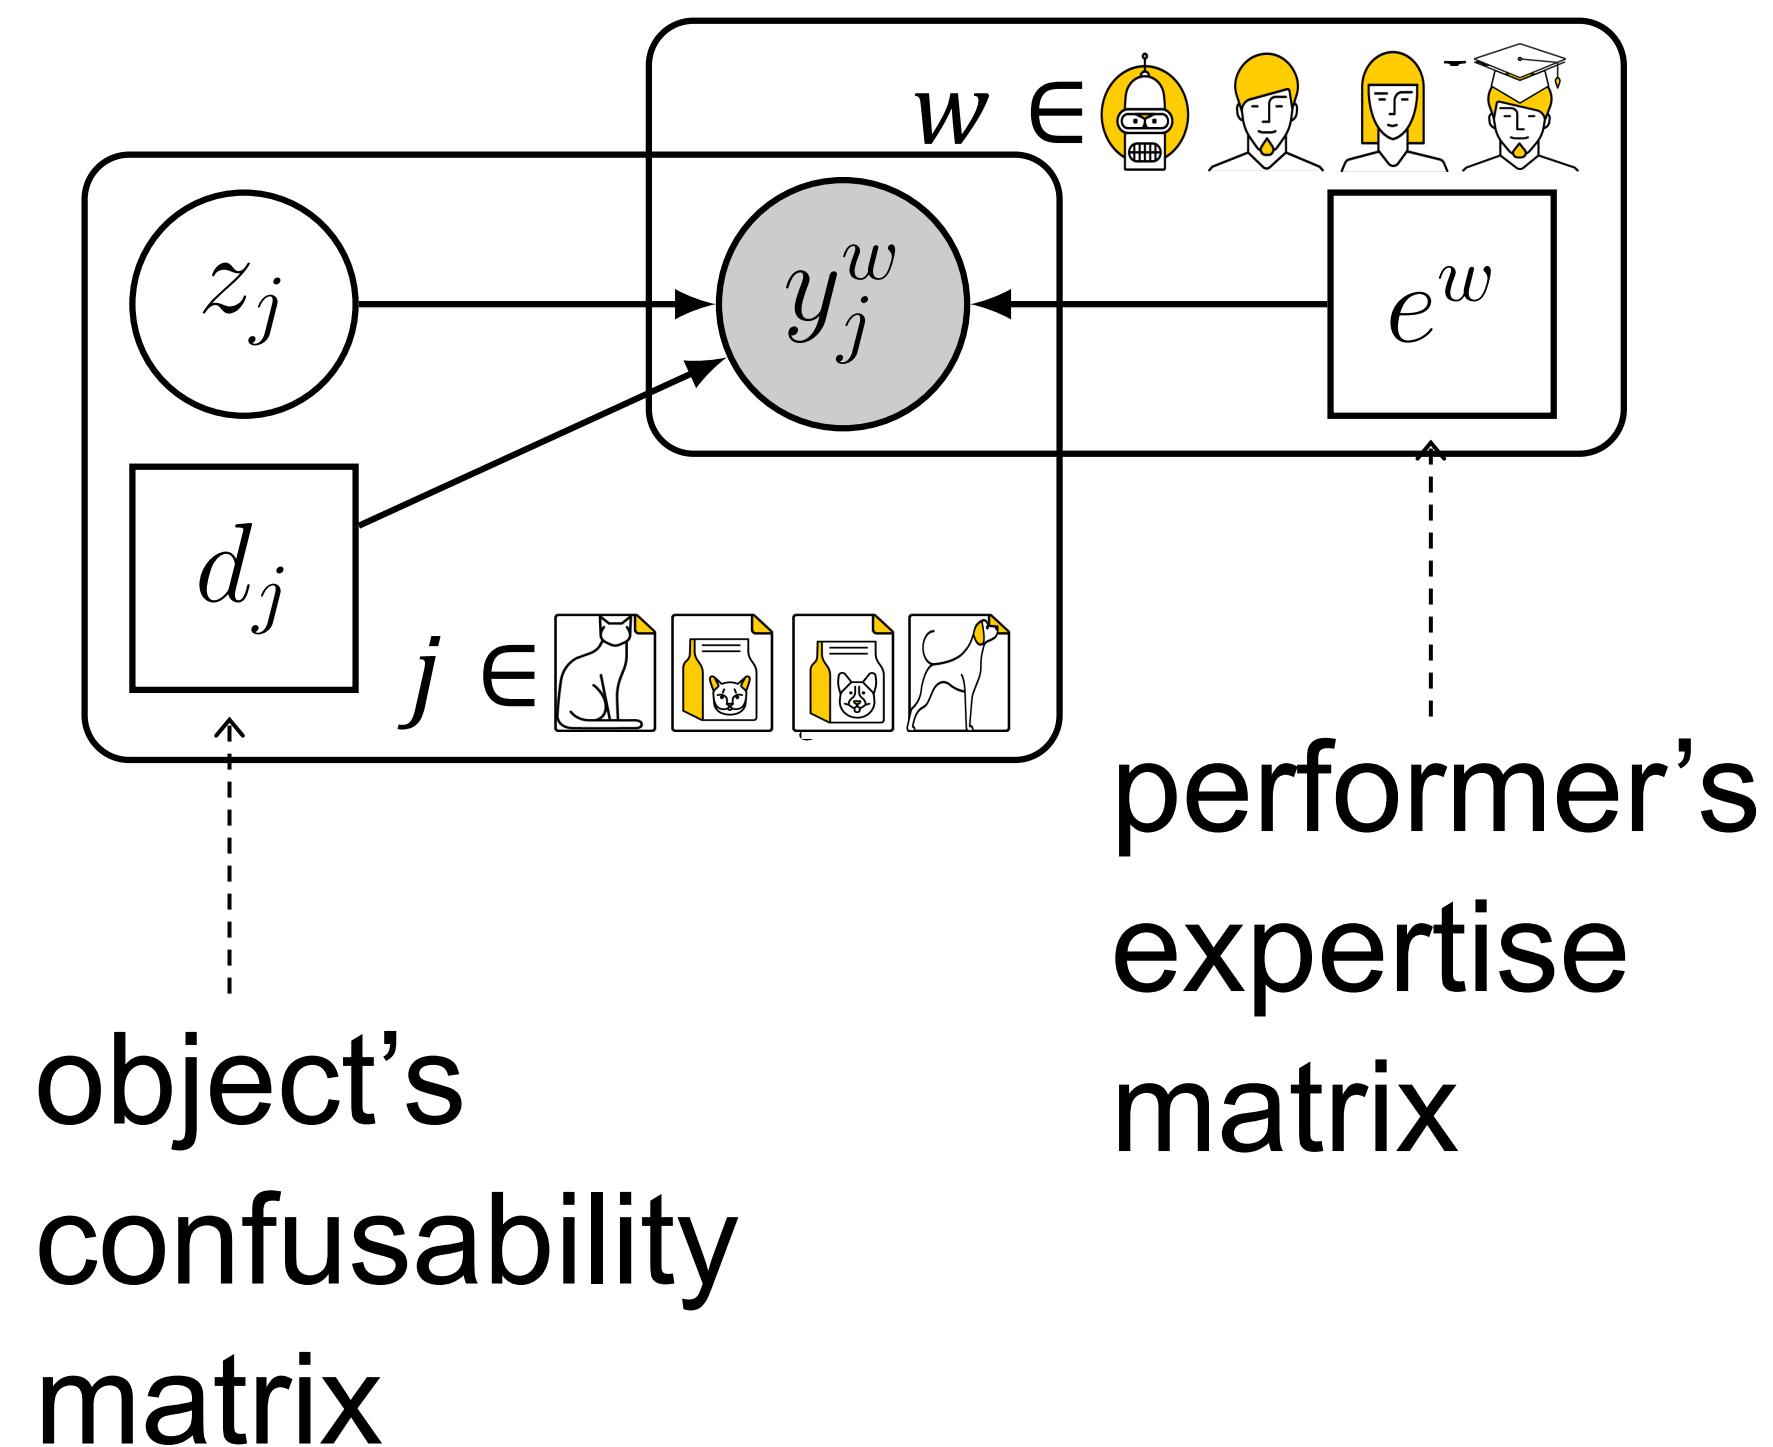 w ∈
z_j
y_j^w
e^w
d_j
j ∈
performer’s
expertise
matrix
object’s
confusability
matrix